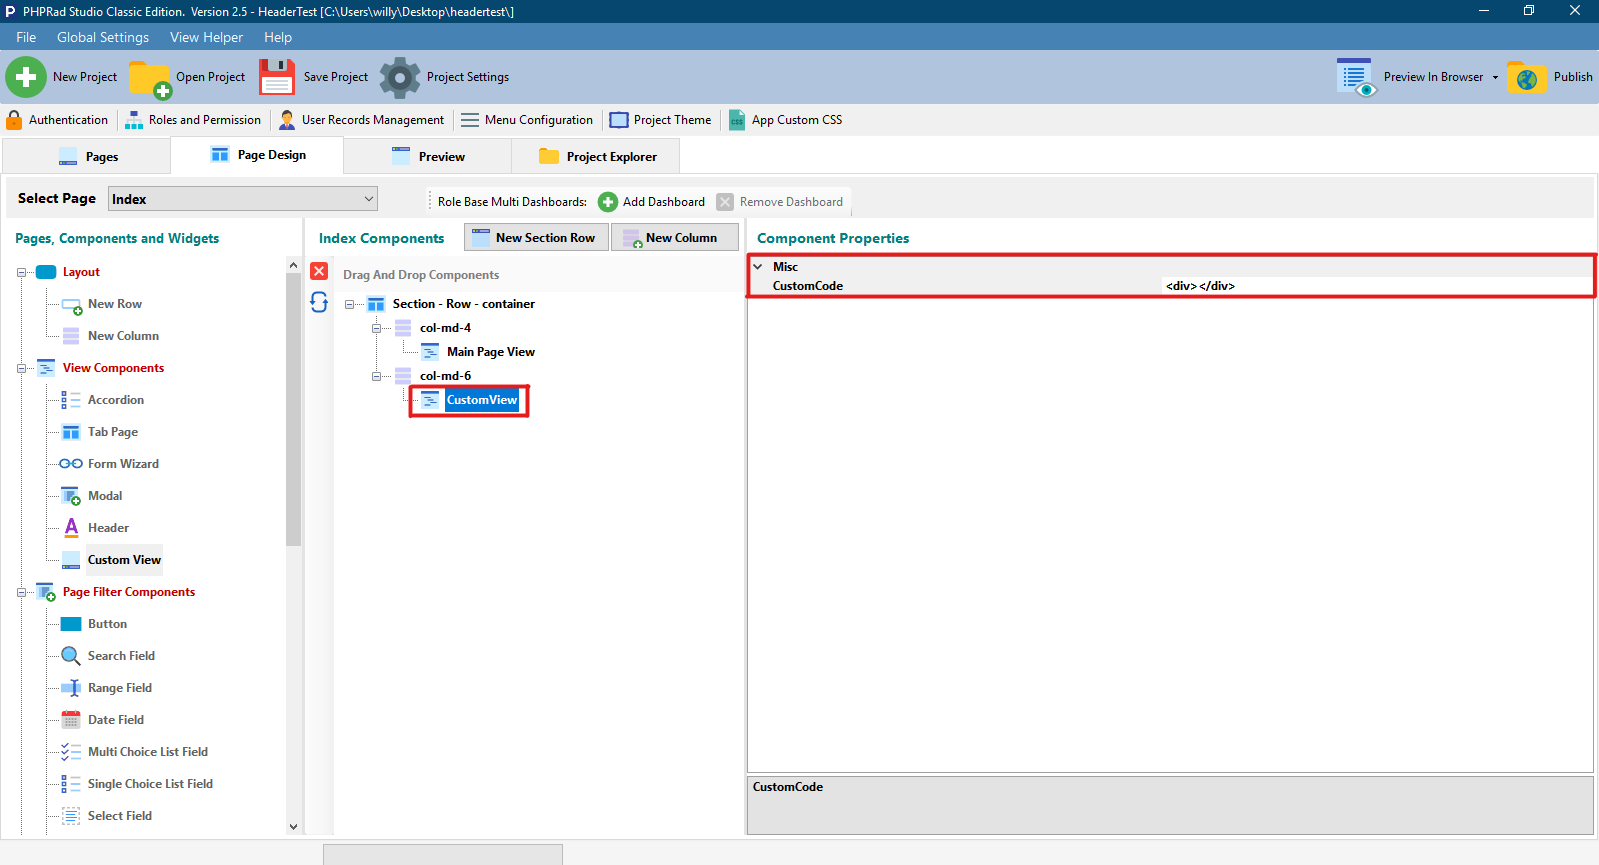 PHPRad Studio Classic Edition. Version 2.5 - HeaderTest [C:\Users\willy\Desktop\headertest\]
File Global Settings View Helper Help
New Project Open Project Save Project Project Settings Preview In Browser Publish
Authentication Roles and Permission User Records Management Menu Configuration Project Theme App Custom CSS
Pages Page Design Preview Project Explorer
Select Page Index Role Base Multi Dashboards: Add Dashboard Remove Dashboard
Pages, Components and Widgets
Layout
New Row
New Column
View Components
Accordion
Tab Page
Form Wizard
Modal
Header
Custom View
Page Filter Components
Button
Search Field
Range Field
Date Field
Multi Choice List Field
Single Choice List Field
Select Field
Index Components New Section Row New Column
Drag And Drop Components
Section - Row - container
col-md-4
Main Page View
col-md-6
CustomView
Component Properties
Misc
CustomCode <div></div>
CustomCode